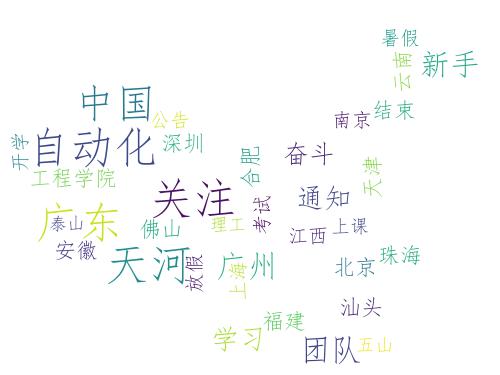 暑假
云南
新手
中国
公告
结束
南京
自动化
开学
深圳
奋斗
合肥
工程学院
天津
关注
通知
考试
广东
泰山
佛山
理工
上课
江西
安徽
天河
放假
上海
广州
北京
珠海
汕头
福建
学习
团队
五山